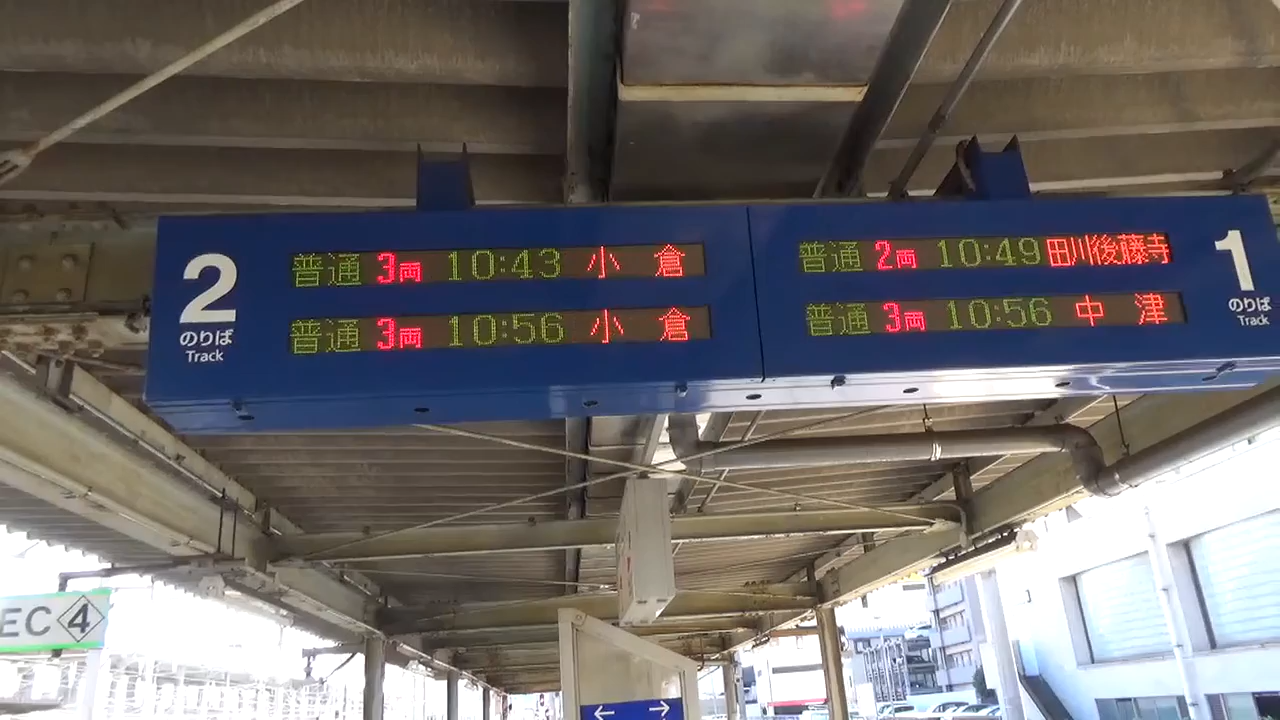 2
のりば
Track
普通 3両 10:43 小 倉
普通 3両 10:56 小 倉
普通 2両 10:49 田川後藤寺
普通 3両 10:56 中 津
1
のりば
Track
EC 4
← →